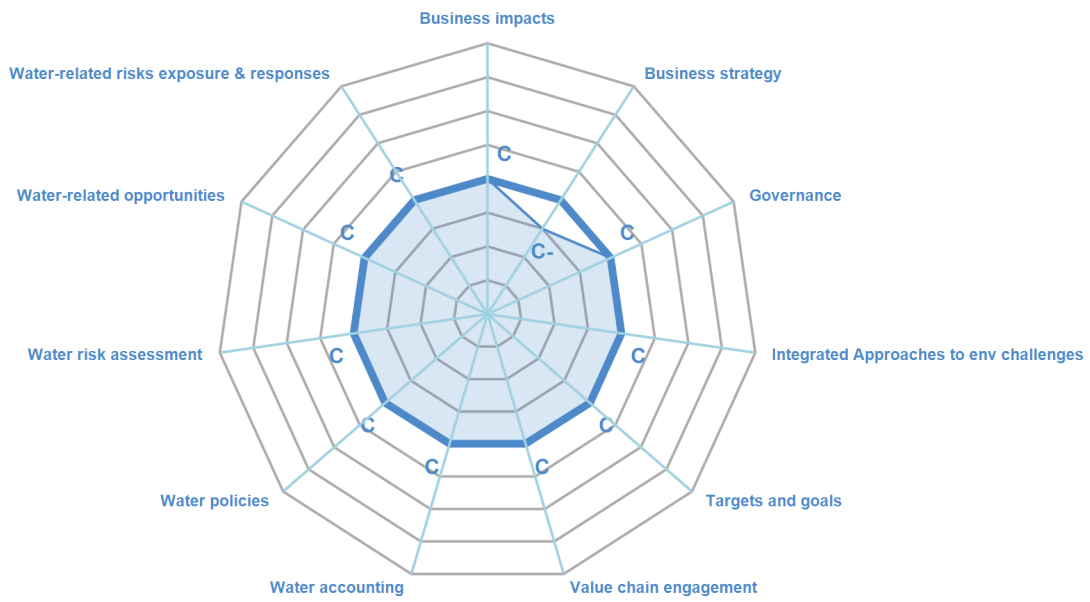 Business impacts
Water-related risks exposure & responses
Business strategy
C
C
Water-related opportunities
Governance
C
C
C-
Water risk assessment
Integrated Approaches to env challenges
C
C
C
C
C
C
Water policies
Targets and goals
Water accounting
Value chain engagement